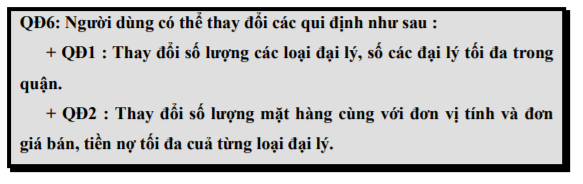 QĐ6: Người dùng có thể thay đổi các qui định như sau :
+ QĐ1 : Thay đổi số lượng các loại đại lý, số các đại lý tối đa trong
quận.
+ QĐ2 : Thay đổi số lượng mặt hàng cùng với đơn vị tính và đơn
giá bán, tiền nợ tối đa cuả từng loại đại lý.